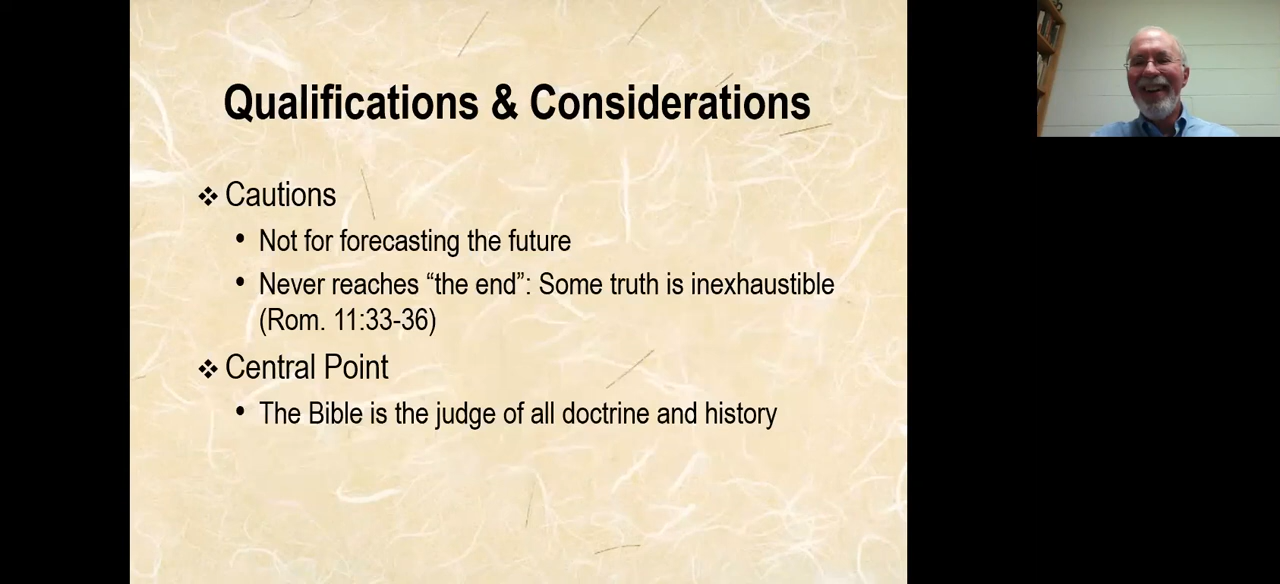 Qualifications & Considerations
❖ Cautions
• Not for forecasting the future
• Never reaches “the end”: Some truth is inexhaustible
(Rom. 11:33-36)
❖ Central Point
• The Bible is the judge of all doctrine and history